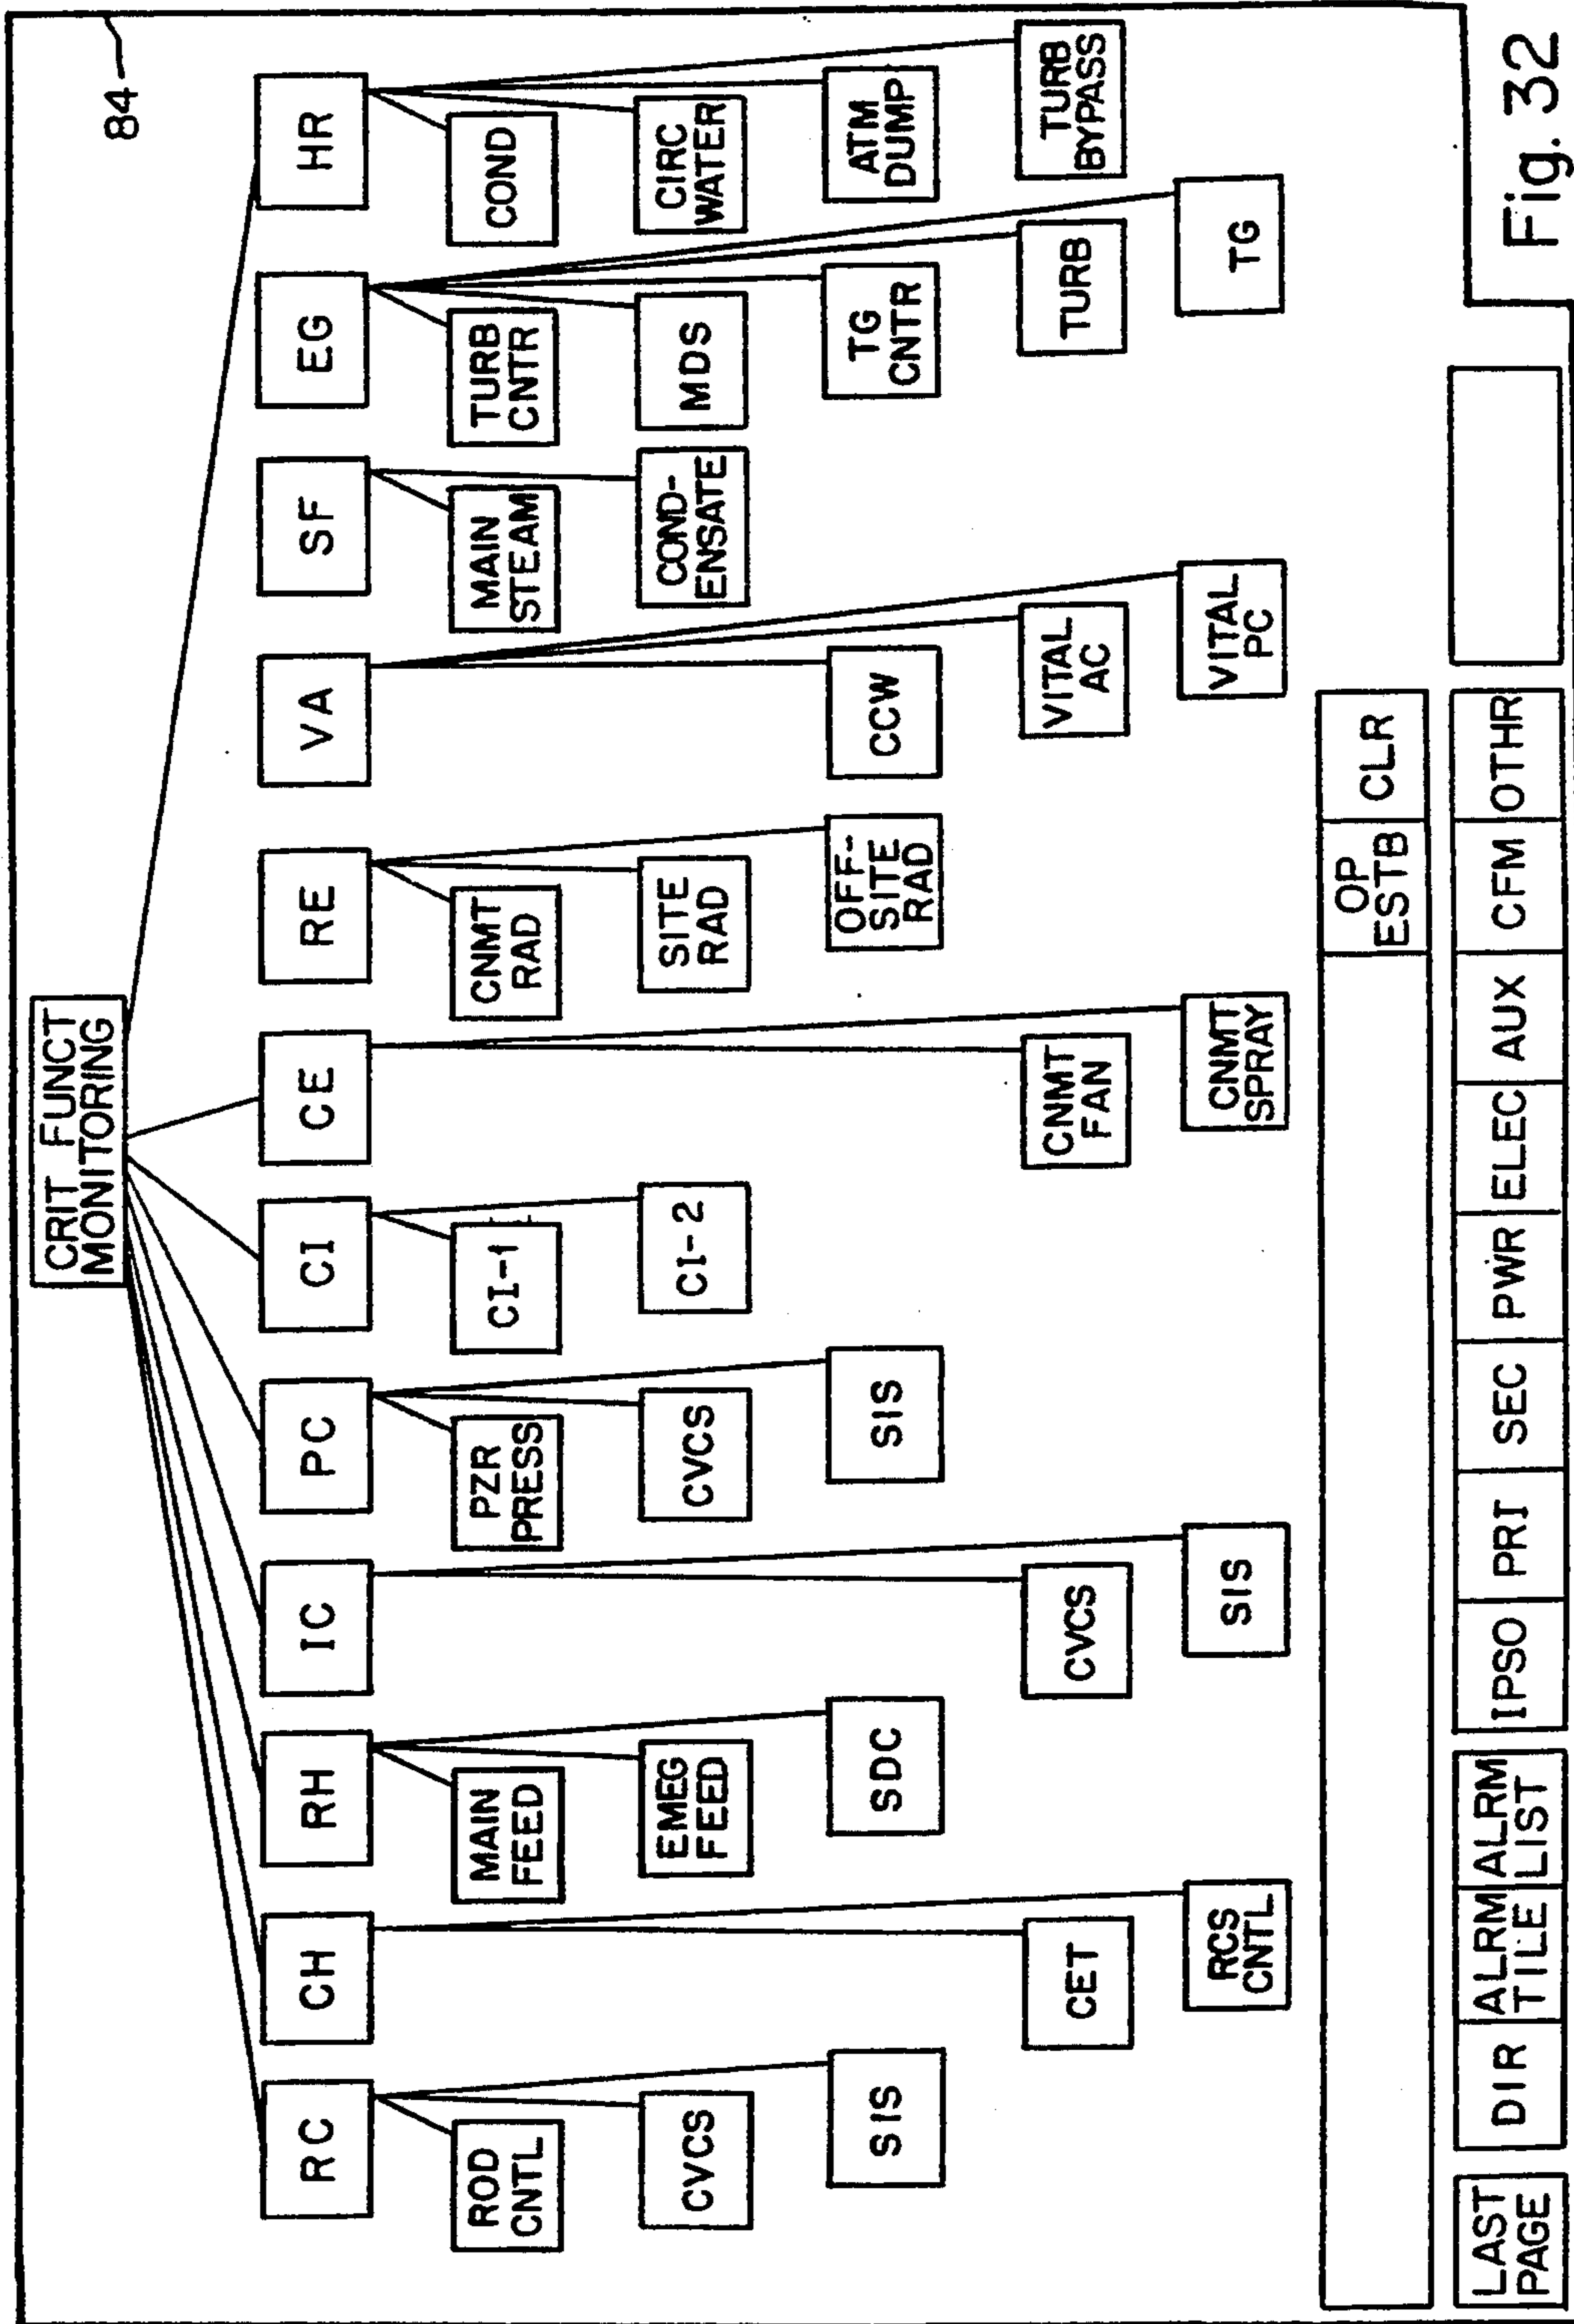 84
CRIT FUNCT
MONITORING
RC
CH
RH
IC
PC
CI
CE
RE
VA
SF
EG
HR
ROD
CNTL
MAIN
FEED
PZR
PRESS
CI-1
CNMT
RAD
MAIN
STEAM
TURB
CNTR
COND
CVCS
EMEG
FEED
CVCS
CI-2
SITE
RAD
COND-
ENSATE
MDS
CIRC
WATER
SIS
SDC
SIS
OFF-
SITE
RAD
CCW
TG
CNTR
ATM
DUMP
CET
CVCS
CNMT
FAN
VITAL
AC
TURB
TURB
BYPASS
RCS
CNTL
SIS
CNMT
SPRAY
VITAL
PC
TG
OP
ESTB
CLR
LAST
PAGE
DIR
ALRM
TILE
ALRM
LIST
IPSO
PRI
SEC
PWR
ELEC
AUX
CFM
OTHR
Fig. 32